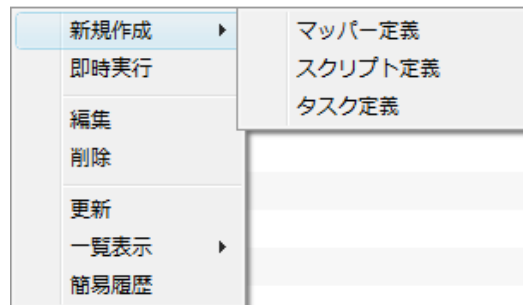 新規作成
即時実行
編集
削除
更新
一覧表示
簡易履歴
マッパー定義
スクリプト定義
タスク定義